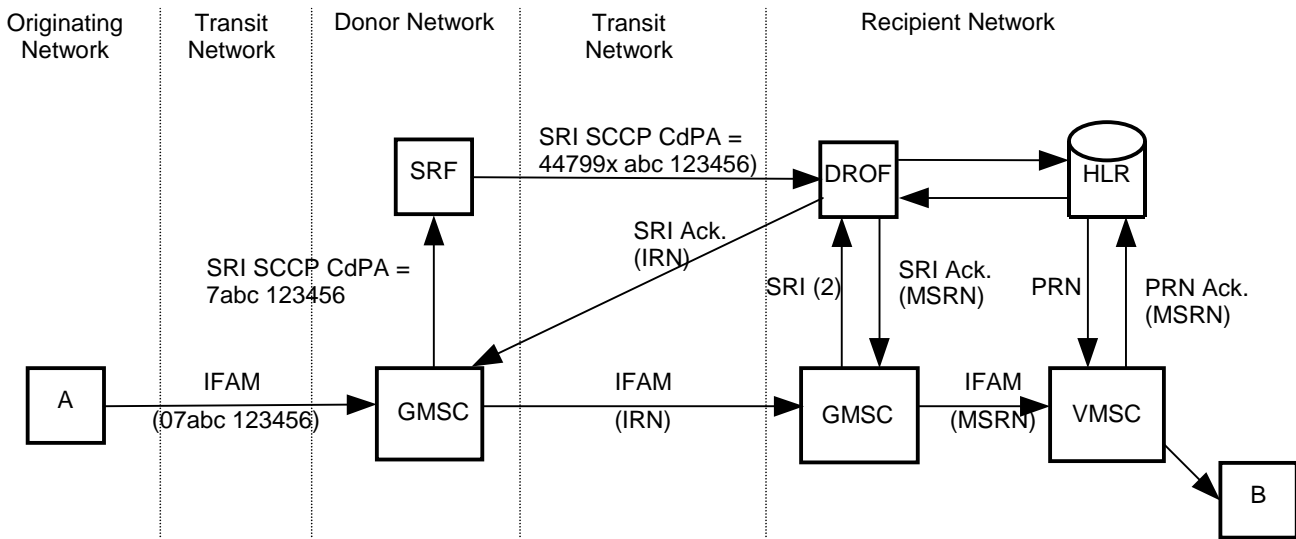 Originating
Network
Transit
Network
Donor Network
Transit
Network
Recipient Network
SRI SCCP CdPA =
44799x abc 123456)
SRF
DROF
HLR
SRI Ack.
(IRN)
SRI SCCP CdPA =
7abc 123456
SRI (2)
SRI Ack.
(MSRN)
PRN
PRN Ack.
(MSRN)
A
IFAM
(07abc 123456)
GMSC
IFAM
(IRN)
GMSC
IFAM
(MSRN)
VMSC
B